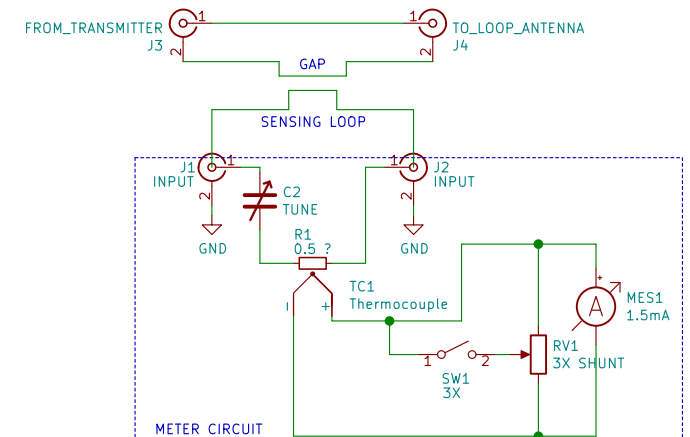 FROM_TRANSMITTER
J3
1
2
1
2
TO_LOOP_ANTENNA
J4
GAP
SENSING LOOP
J1
INPUT
1
2
GND
C2
TUNE
1
2
J2
INPUT
GND
R1
0.5 ?
TC1
Thermocouple
-
+
+
A
MES1
1.5mA
1
2
SW1
3X
RV1
3X SHUNT
METER CIRCUIT